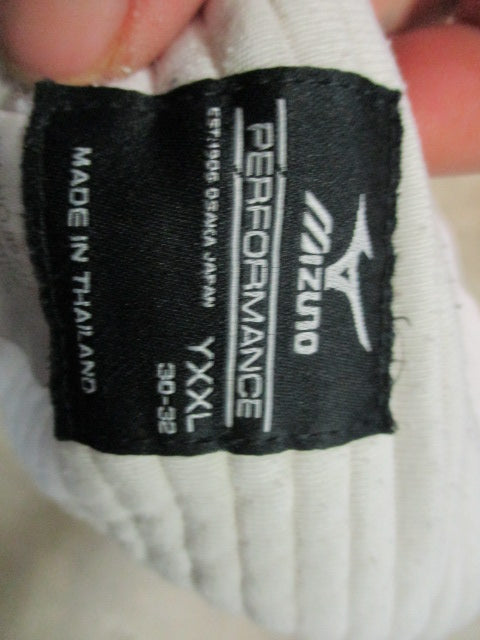 MIZUNO
PERFORMANCE
EST. 1906 OSAKA JAPAN
YXXL
30-32
MADE IN THAILAND